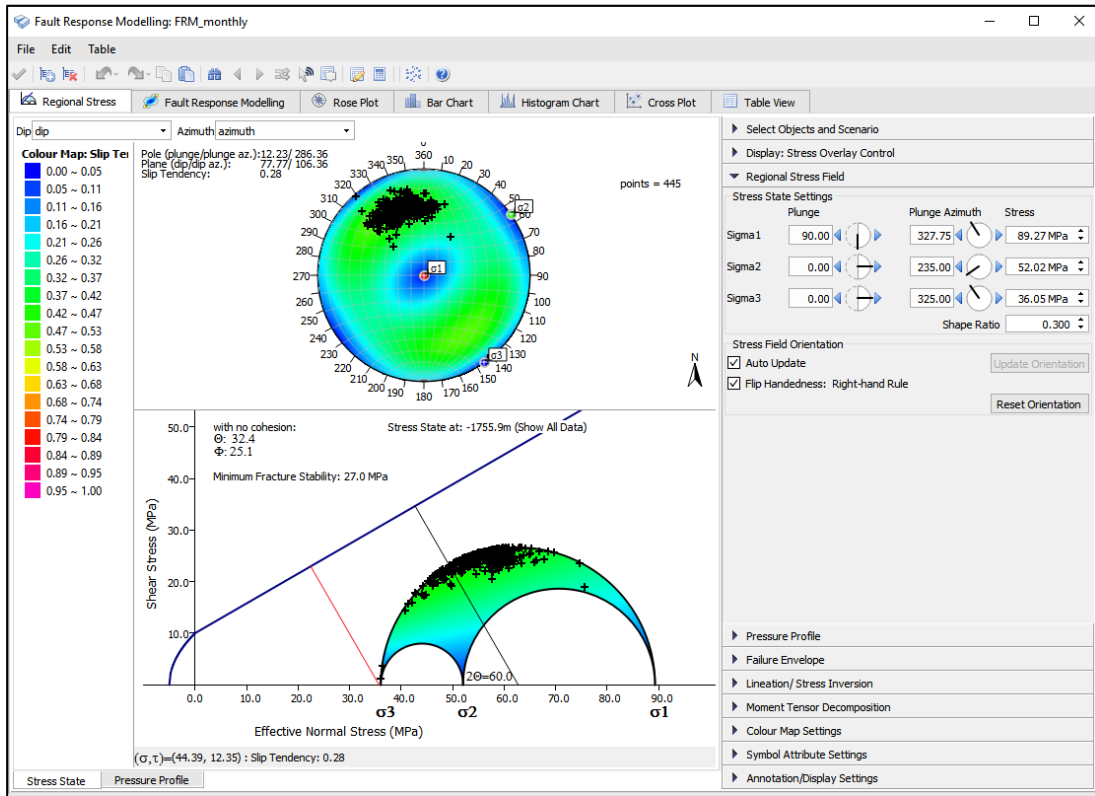 Fault Response Modelling: FRM_monthly
File Edit Table
Regional Stress Fault Response Modelling Rose Plot Bar Chart Histogram Chart Cross Plot Table View
Dip dip Azimuth azimuth
Colour Map: Slip Ter
0.00 ~ 0.05
0.05 ~ 0.11
0.11 ~ 0.16
0.16 ~ 0.21
0.21 ~ 0.26
0.26 ~ 0.32
0.32 ~ 0.37
0.37 ~ 0.42
0.42 ~ 0.47
0.47 ~ 0.53
0.53 ~ 0.58
0.58 ~ 0.63
0.63 ~ 0.68
0.68 ~ 0.74
0.74 ~ 0.79
0.79 ~ 0.84
0.84 ~ 0.89
0.89 ~ 0.95
0.95 ~ 1.00
Pole (plunge/plunge az.):12.23/ 286.36
Plane (dip/dip az.): 77.77/ 106.36
Slip Tendency: 0.28
points = 445
0
360
10
20
30
40
50
60
70
80
90
100
110
120
130
140
150
160
170
180
190
200
210
220
230
240
250
260
270
280
290
300
310
320
330
340
350
σ1
σ2
σ3
N
with no cohesion:
Θ: 32.4
Φ: 25.1
Minimum Fracture Stability: 27.0 MPa
Stress State at: -1755.9m (Show All Data)
Shear Stress (MPa)
50.0
40.0
30.0
20.0
10.0
2Θ=60.0
0.0 10.0 20.0 30.0 40.0 50.0 60.0 70.0 80.0 90.0
σ3 σ2 σ1
Effective Normal Stress (MPa)
(σ,τ)=(44.39, 12.35) : Slip Tendency: 0.28
Stress State Pressure Profile
Select Objects and Scenario
Display: Stress Overlay Control
Regional Stress Field
Stress State Settings
Plunge Plunge Azimuth Stress
Sigma1 90.00 327.75 89.27 MPa
Sigma2 0.00 235.00 52.02 MPa
Sigma3 0.00 325.00 36.05 MPa
Shape Ratio 0.300
Stress Field Orientation
Auto Update Update Orientation
Flip Handedness: Right-hand Rule
Reset Orientation
Pressure Profile
Failure Envelope
Lineation/ Stress Inversion
Moment Tensor Decomposition
Colour Map Settings
Symbol Attribute Settings
Annotation/Display Settings